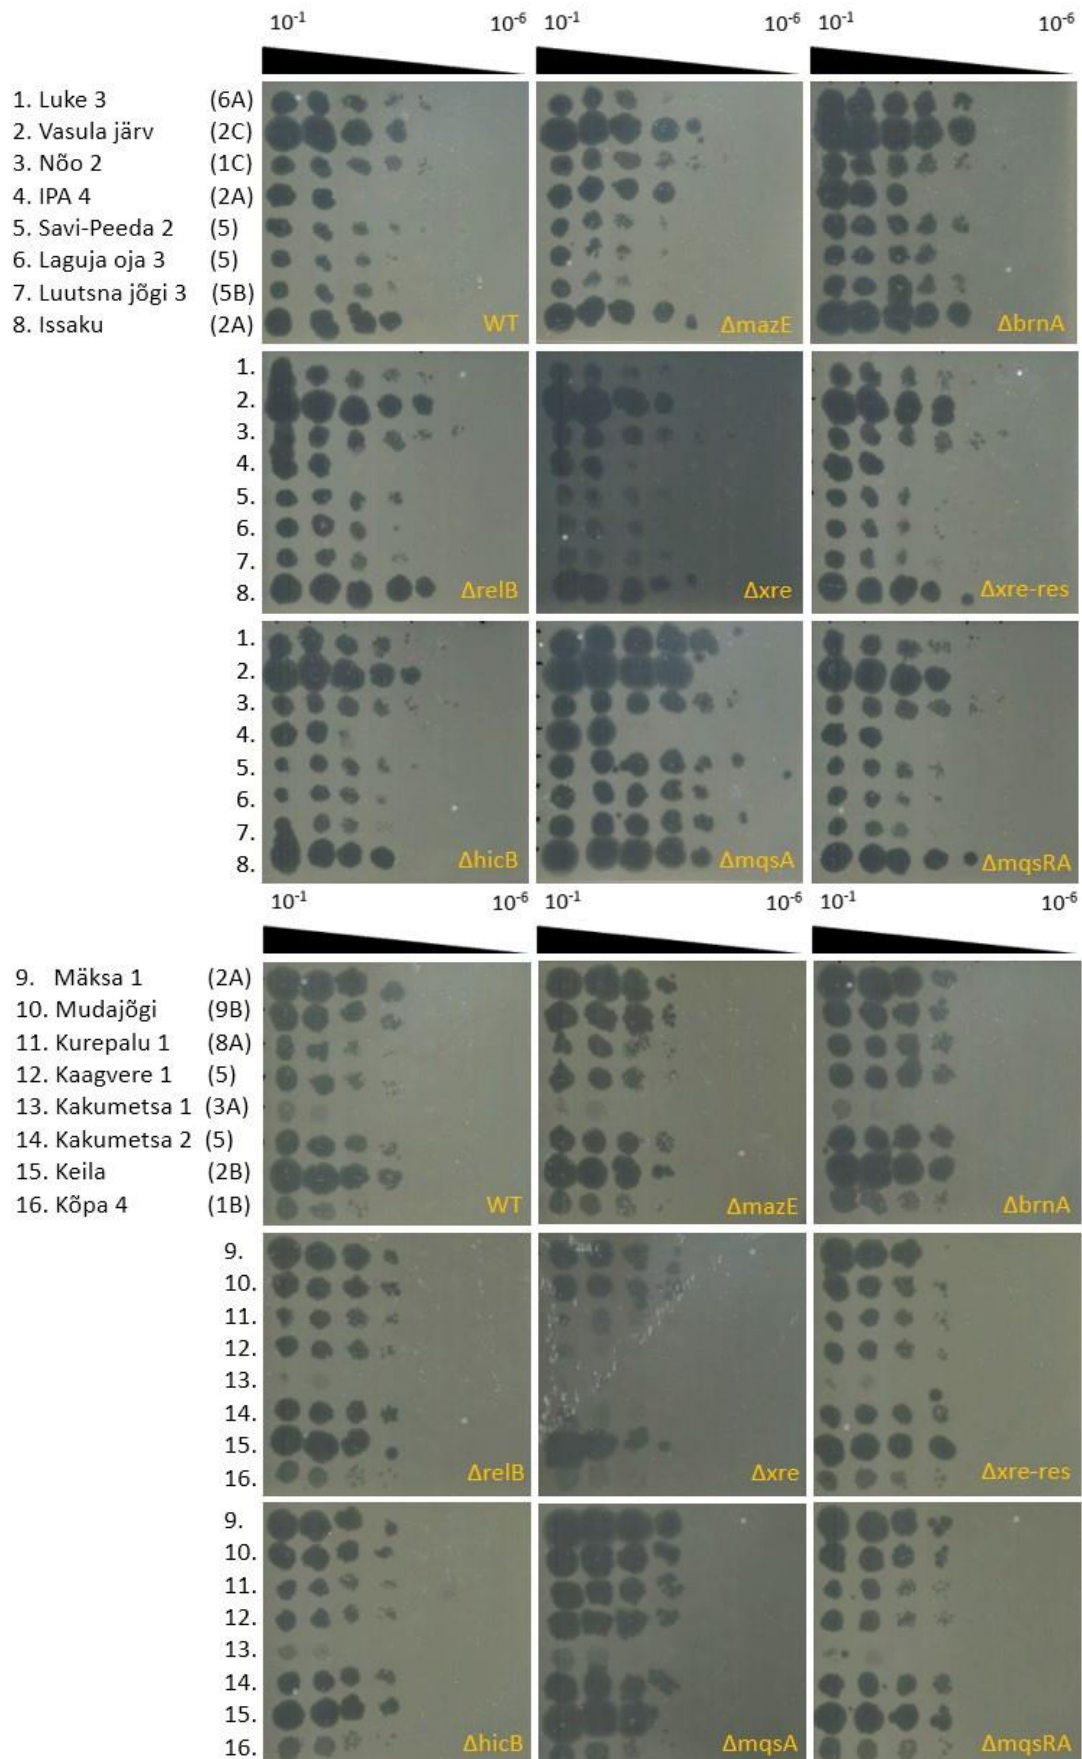 10⁻¹ 10⁻⁶ 10⁻¹ 10⁻⁶ 10⁻¹ 10⁻⁶
1. Luke 3 (6A)
2. Vasula järv (2C)
3. Nõo 2 (1C)
4. IPA 4 (2A)
5. Savi-Peeda 2 (5)
6. Laguja oja 3 (5)
7. Luutsna jõgi 3 (5B)
8. Issaku (2A)
WT ΔmazE ΔbrnA
1.
2.
3.
4.
5.
6.
7.
8.
ΔrelB Δxre Δxre-res
1.
2.
3.
4.
5.
6.
7.
8.
ΔhicB ΔmqsA ΔmqsRA
10⁻¹ 10⁻⁶ 10⁻¹ 10⁻⁶ 10⁻¹ 10⁻⁶
9. Mäksa 1 (2A)
10. Mudajõgi (9B)
11. Kurepalu 1 (8A)
12. Kaagvere 1 (5)
13. Kakumetsa 1 (3A)
14. Kakumetsa 2 (5)
15. Keila (2B)
16. Kõpa 4 (1B)
WT ΔmazE ΔbrnA
9.
10.
11.
12.
13.
14.
15.
16.
ΔrelB Δxre Δxre-res
9.
10.
11.
12.
13.
14.
15.
16.
ΔhicB ΔmqsA ΔmqsRA